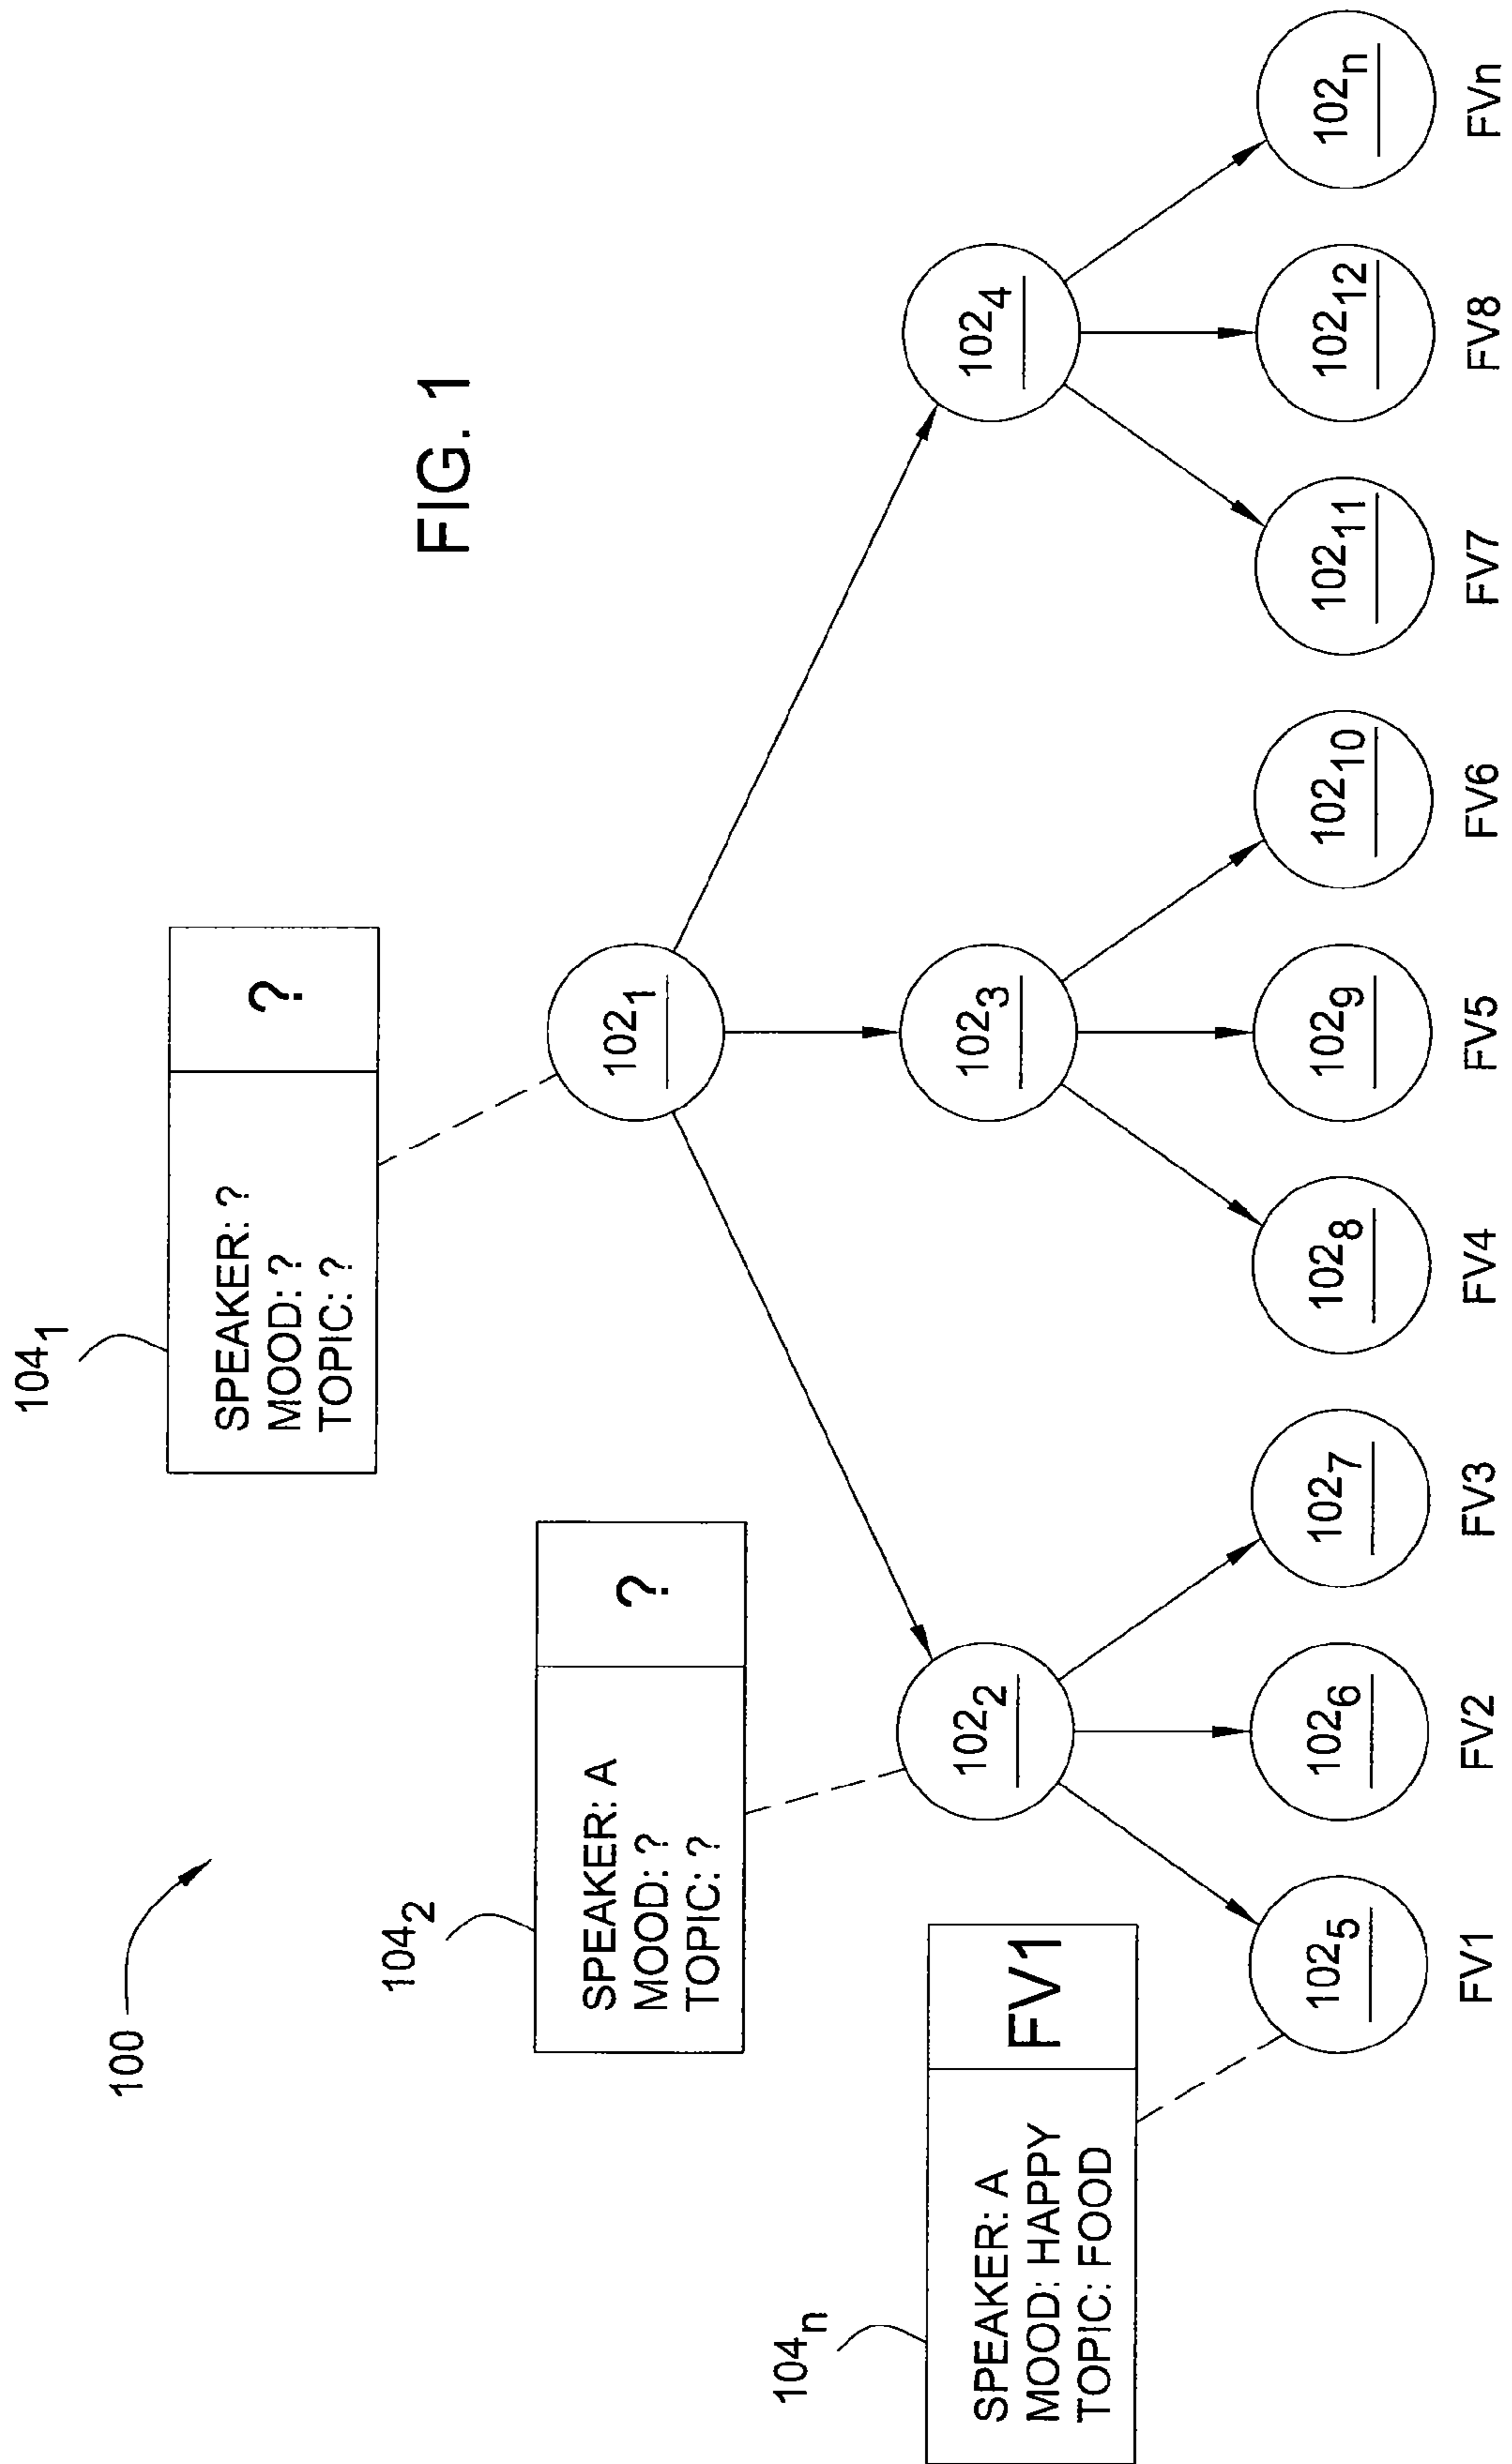 FIG. 1
100
104₁
SPEAKER: ?
MOOD: ?
TOPIC: ?
?
104₂
SPEAKER: A
MOOD: ?
TOPIC: ?
?
104ₙ
SPEAKER: A
MOOD: HAPPY
TOPIC: FOOD
FV1
102₁
102₂
102₃
102₄
102₅
102₆
102₇
102₈
102₉
102₁₀
102₁₁
102₁₂
102ₙ
FV1
FV2
FV3
FV4
FV5
FV6
FV7
FV8
FVn